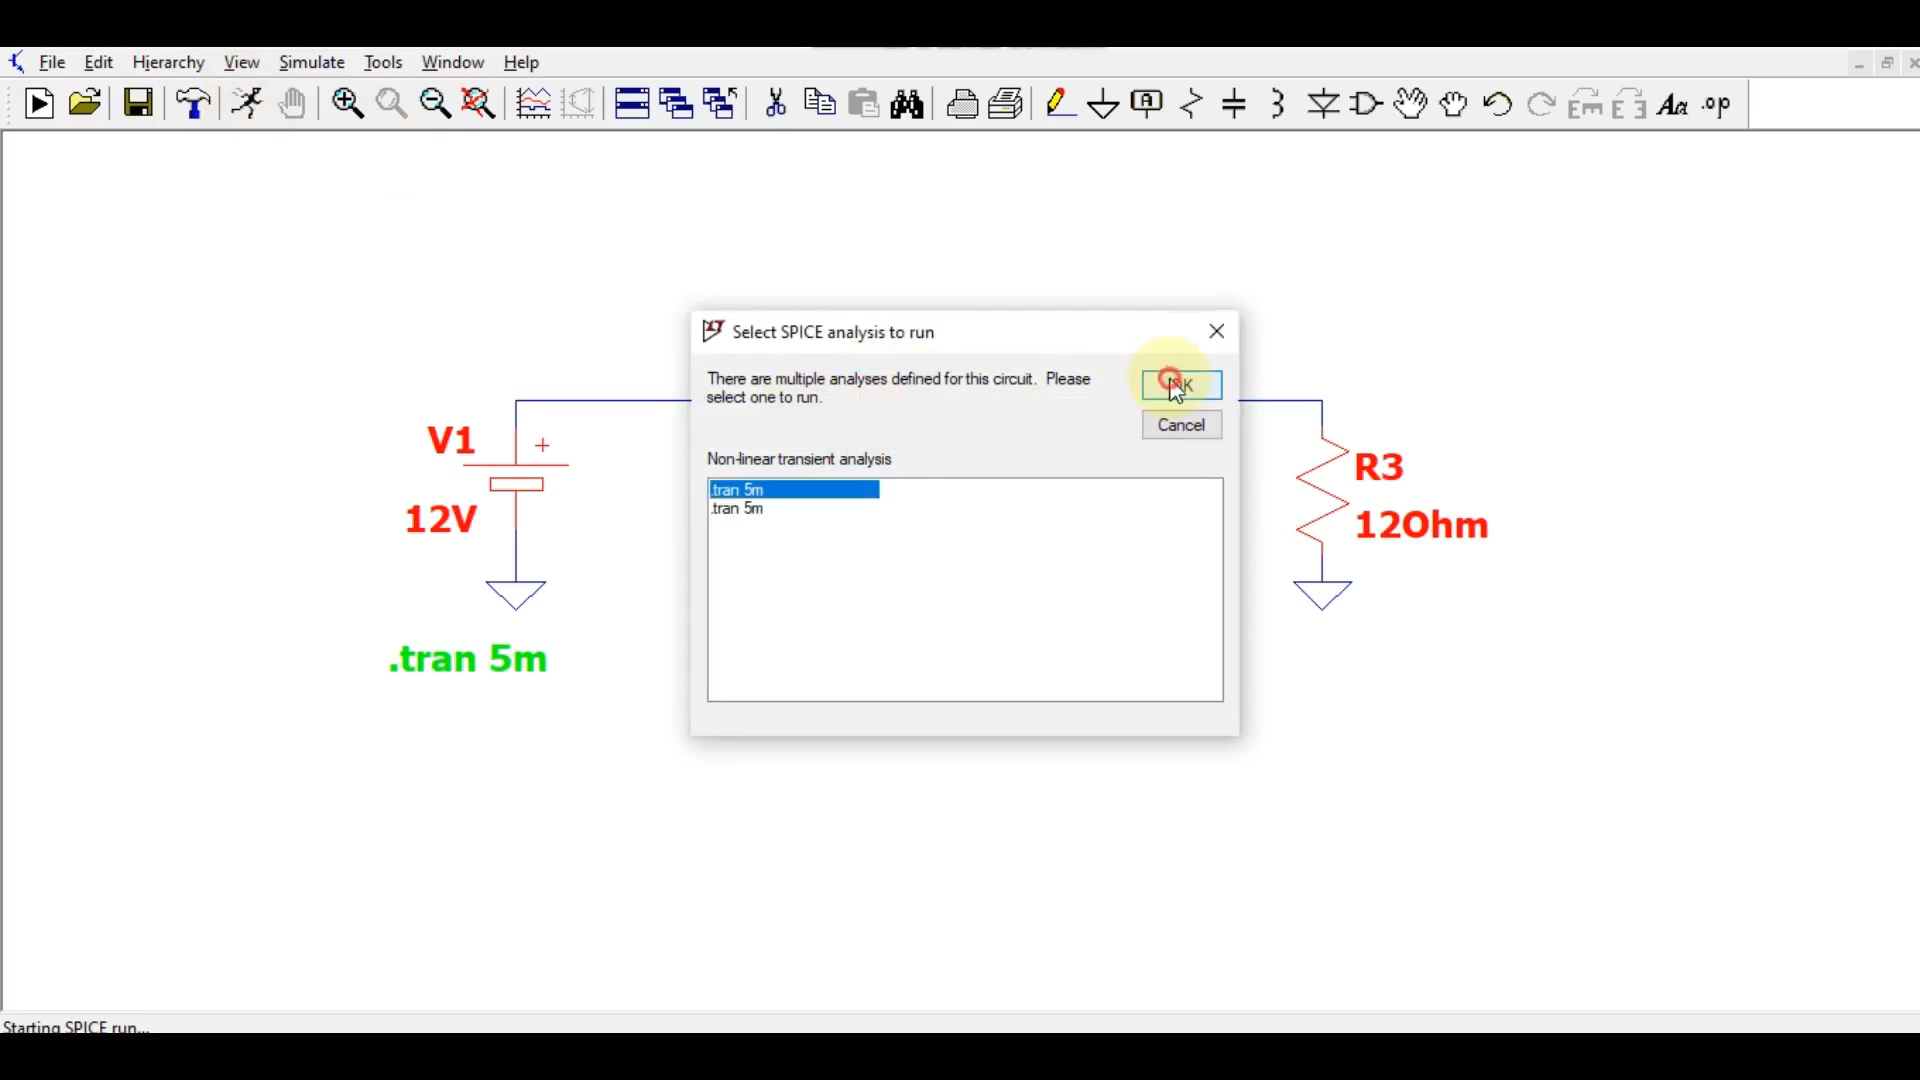 File Edit Hierarchy View Simulate Tools Window Help
A Aa .op
Select SPICE analysis to run
There are multiple analyses defined for this circuit. Please
select one to run.
Cancel
Non-linear transient analysis
.tran 5m
.tran 5m
V1
+
12V
R3
12Ohm
.tran 5m
Starting SPICE run...